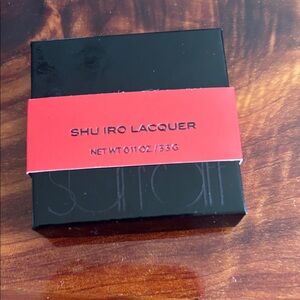 SHU IRO LACQUER
NET WT 0.11 OZ. / 3.3 G